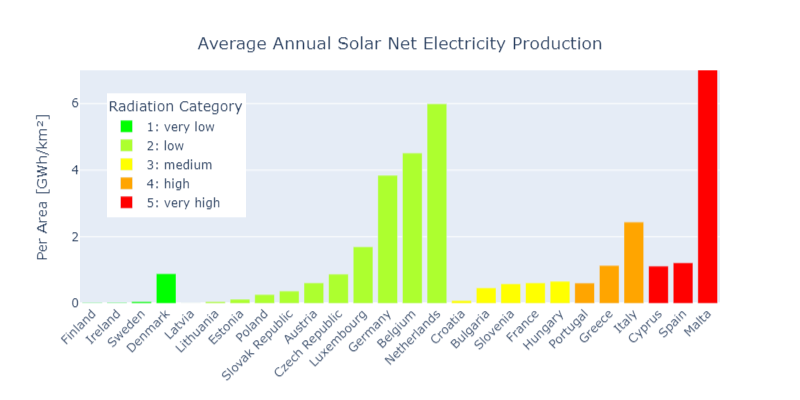 Average Annual Solar Net Electricity Production
Per Area [GWh/km²]
6
4
2
0
Radiation Category
1: very low
2: low
3: medium
4: high
5: very high
Finland
Ireland
Sweden
Denmark
Latvia
Lithuania
Estonia
Poland
Slovak Republic
Austria
Czech Republic
Luxembourg
Germany
Belgium
Netherlands
Croatia
Bulgaria
Slovenia
France
Hungary
Portugal
Greece
Italy
Cyprus
Spain
Malta